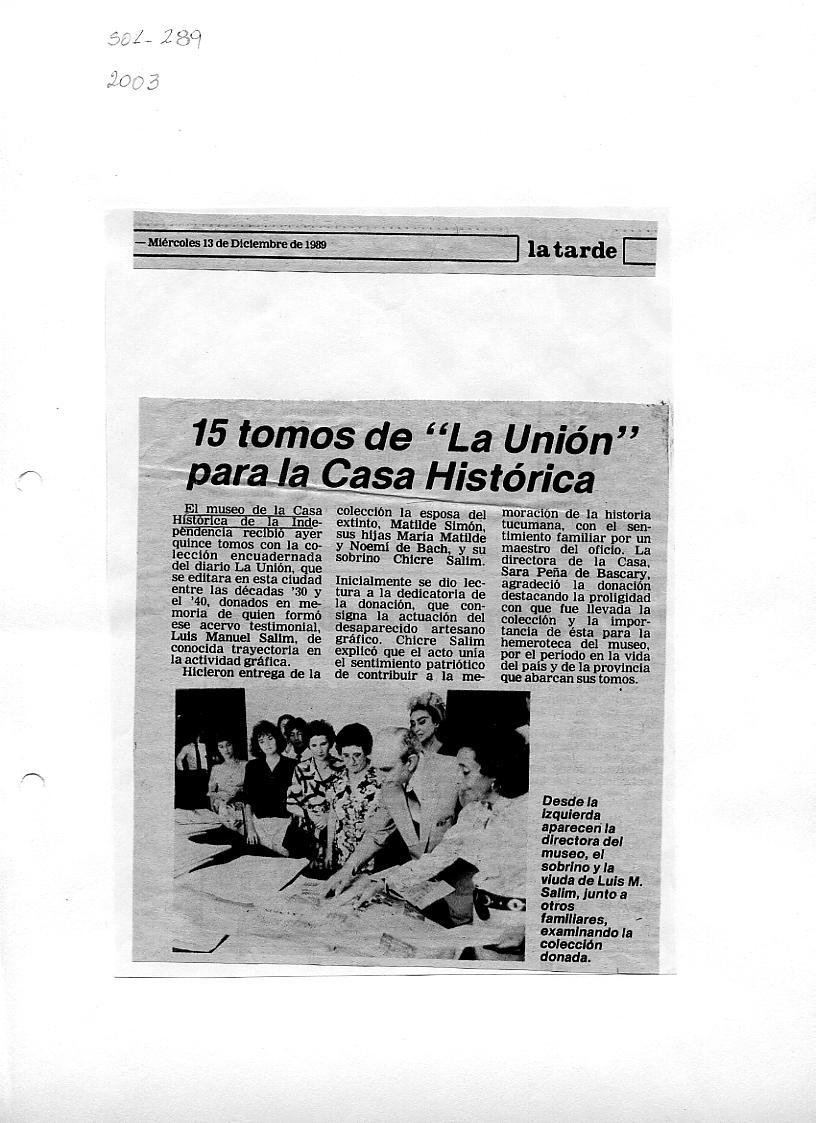 SOL-289
2003
— Miércoles 13 de Diciembre de 1989
la tarde
15 tomos de “La Unión”
para la Casa Histórica
El museo de la Casa
Histórica de la Inde-
pendencia recibió ayer
quince tomos con la co-
lección encuadernada
del diario La Unión, que
se editara en esta ciudad
entre las décadas '30 y
el '40, donados en me-
moria de quien formó
ese acervo testimonial,
Luis Manuel Salim, de
conocida trayectoria en
la actividad gráfica.
Hicieron entrega de la
colección la esposa del
extinto, Matilde Simón,
sus hijas María Matilde
y Noemí de Bach, y su
sobrino Chicre Salim.
Inicialmente se dio lec-
tura a la dedicatoria de
la donación, que con-
signa la actuación del
desaparecido artesano
gráfico. Chicre Salim
explicó que el acto unía
el sentimiento patriótico
de contribuir a la me-
moración de la historia
tucumana, con el sen-
timiento familiar por un
maestro del oficio. La
directora de la Casa,
Sara Peña de Bascary,
agradeció la donación
destacando la proligidad
con que fue llevada la
colección y la impor-
tancia de ésta para la
hemeroteca del museo,
por el periodo en la vida
del país y de la provincia
que abarcan sus tomos.
Desde la
izquierda
aparecen la
directora del
museo, el
sobrino y la
viuda de Luis M.
Salim, junto a
otros
familiares,
examinando la
colección
donada.